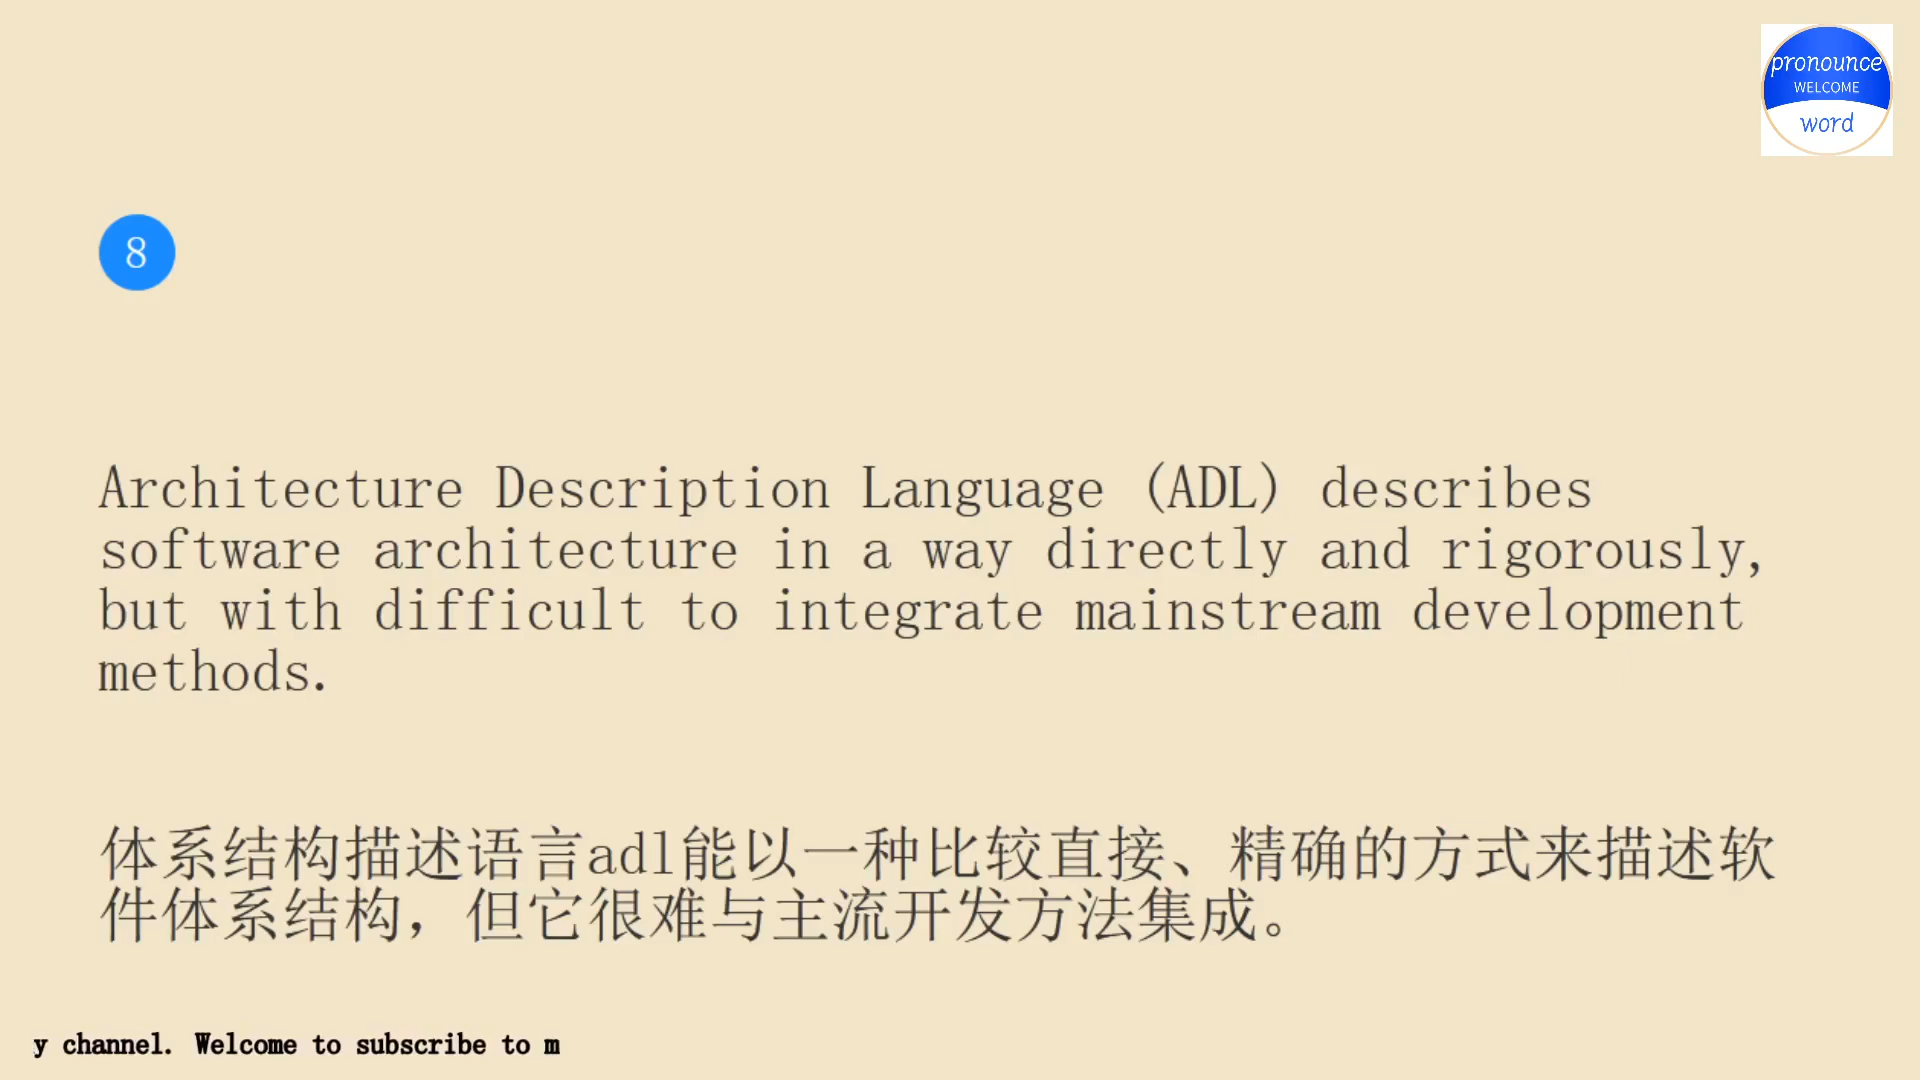 pronounce
WELCOME
word
8
Architecture Description Language (ADL) describes
software architecture in a way directly and rigorously,
but with difficult to integrate mainstream development
methods.
体系结构描述语言adl能以一种比较直接、精确的方式来描述软
件体系结构，但它很难与主流开发方法集成。
y channel. Welcome to subscribe to m